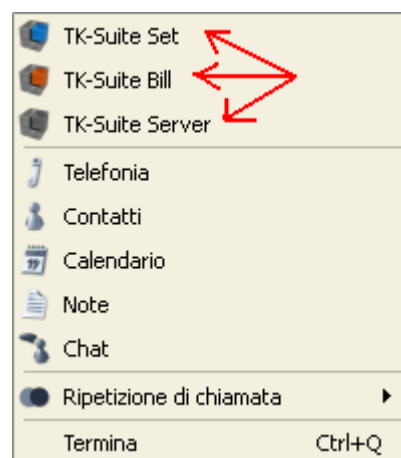 TK-Suite Set
TK-Suite Bill
TK-Suite Server
Telefonia
Contatti
Calendario
Note
Chat
Ripetizione di chiamata
Termina Ctrl+Q